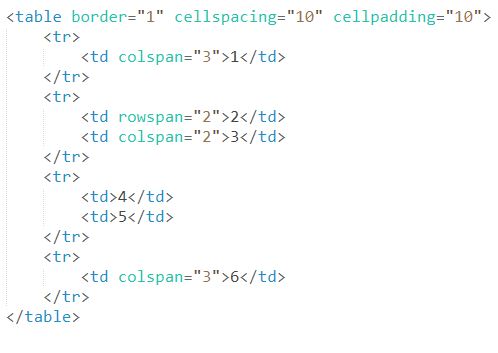 <table border="1" cellspacing="10" cellpadding="10">
    <tr>
        <td colspan="3">1</td>
    </tr>
    <tr>
        <td rowspan="2">2</td>
        <td colspan="2">3</td>
    </tr>
    <tr>
        <td>4</td>
        <td>5</td>
    </tr>
    <tr>
        <td colspan="3">6</td>
    </tr>
</table>